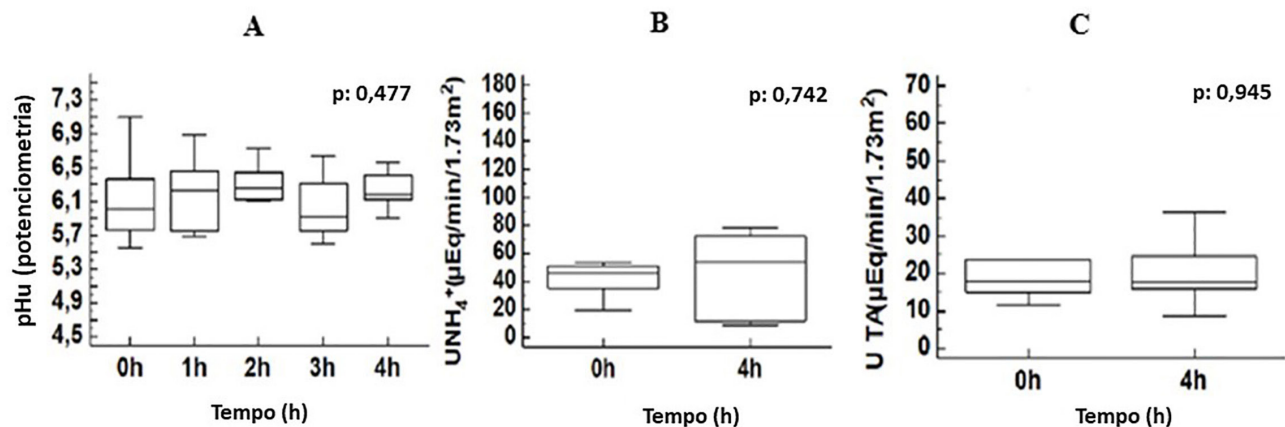 A
pHu (potenciometria)
7,3
6,9
6,5
6,1
5,7
5,3
4,9
4,5
p: 0,477
0h 1h 2h 3h 4h
Tempo (h)
B
UNH₄⁺(µEq/min/1.73m²)
180
160
140
120
100
80
60
40
20
0
p: 0,742
0h 4h
Tempo (h)
C
U TA(µEq/min/1.73m²)
70
60
50
40
30
20
10
0
p: 0,945
0h 4h
Tempo (h)